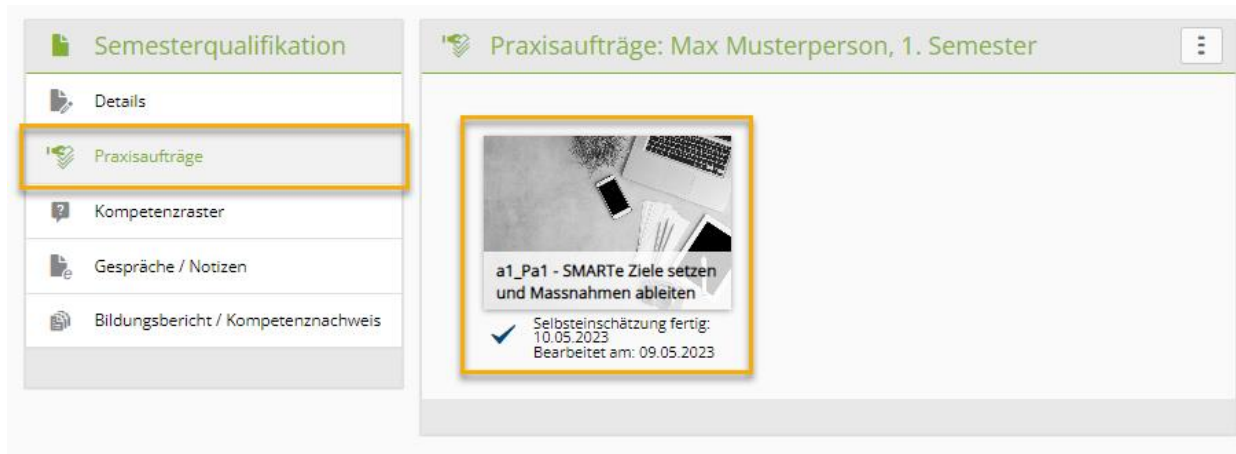 Semesterqualifikation
Details
Praxisaufträge
Kompetenzraster
Gespräche / Notizen
Bildungsbericht / Kompetenznachweis
Praxisaufträge: Max Musterperson, 1. Semester
a1_Pa1 - SMARTe Ziele setzen
und Massnahmen ableiten
Selbsteinschätzung fertig:
10.05.2023
Bearbeitet am: 09.05.2023